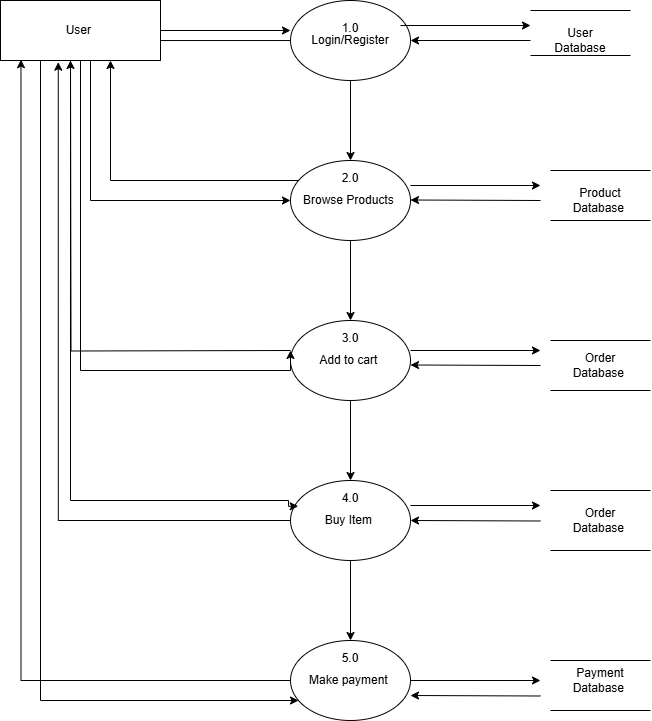 User
1.0
Login/Register
User
Database
2.0
Browse Products
Product
Database
3.0
Add to cart
Order
Database
4.0
Buy Item
Order
Database
5.0
Make payment
Payment
Database